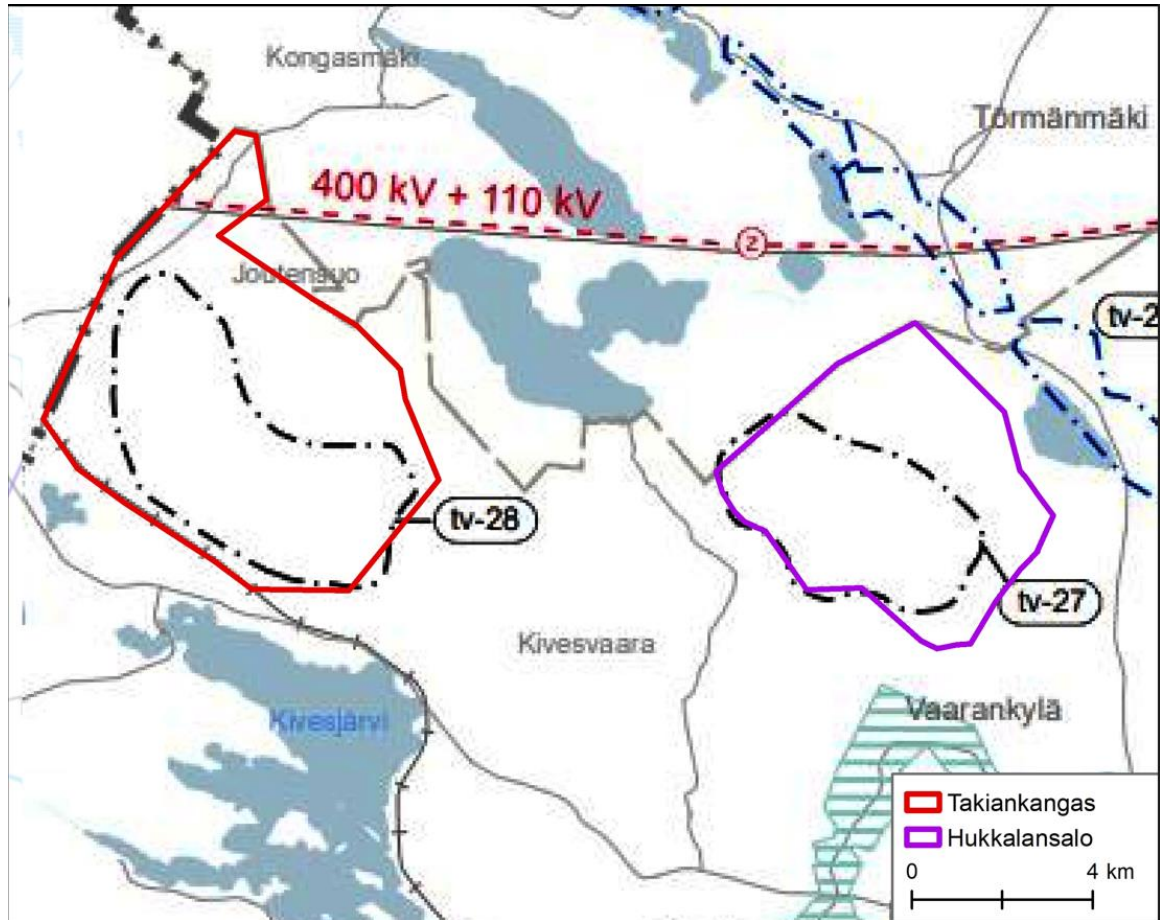 Kongasmäki
Törmänmäki
400 kV + 110 kV
2
Joutensuo
tv-2
tv-28
tv-27
Kivesvaara
Kivesjärvi
Vaarankylä
Takiankangas
Hukkalansalo
0 4 km